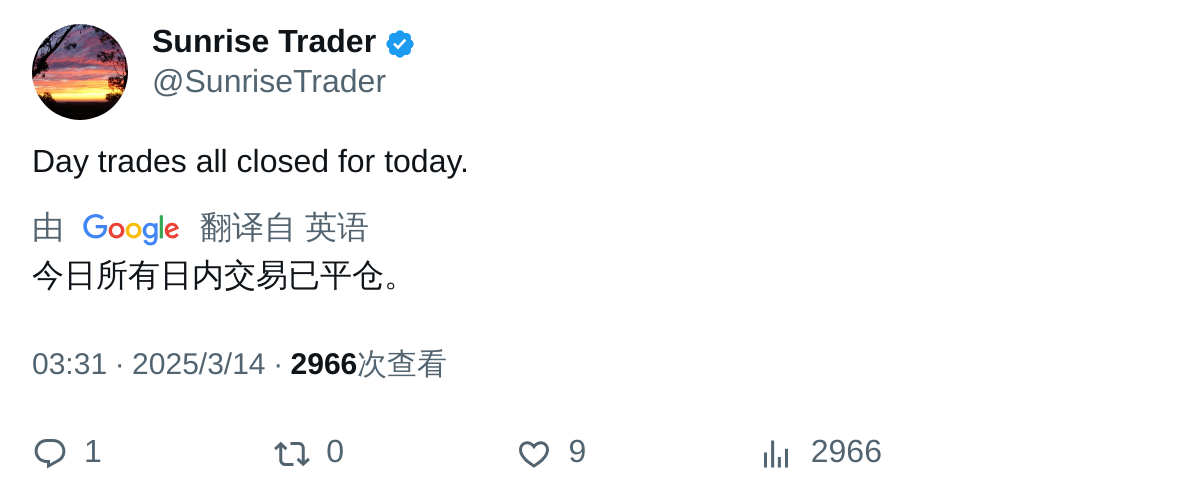 Sunrise Trader
@SunriseTrader
Day trades all closed for today.
由 Google 翻译自 英语
今日所有日内交易已平仓。
03:31 · 2025/3/14 · 2966次查看
1 0 9 2966